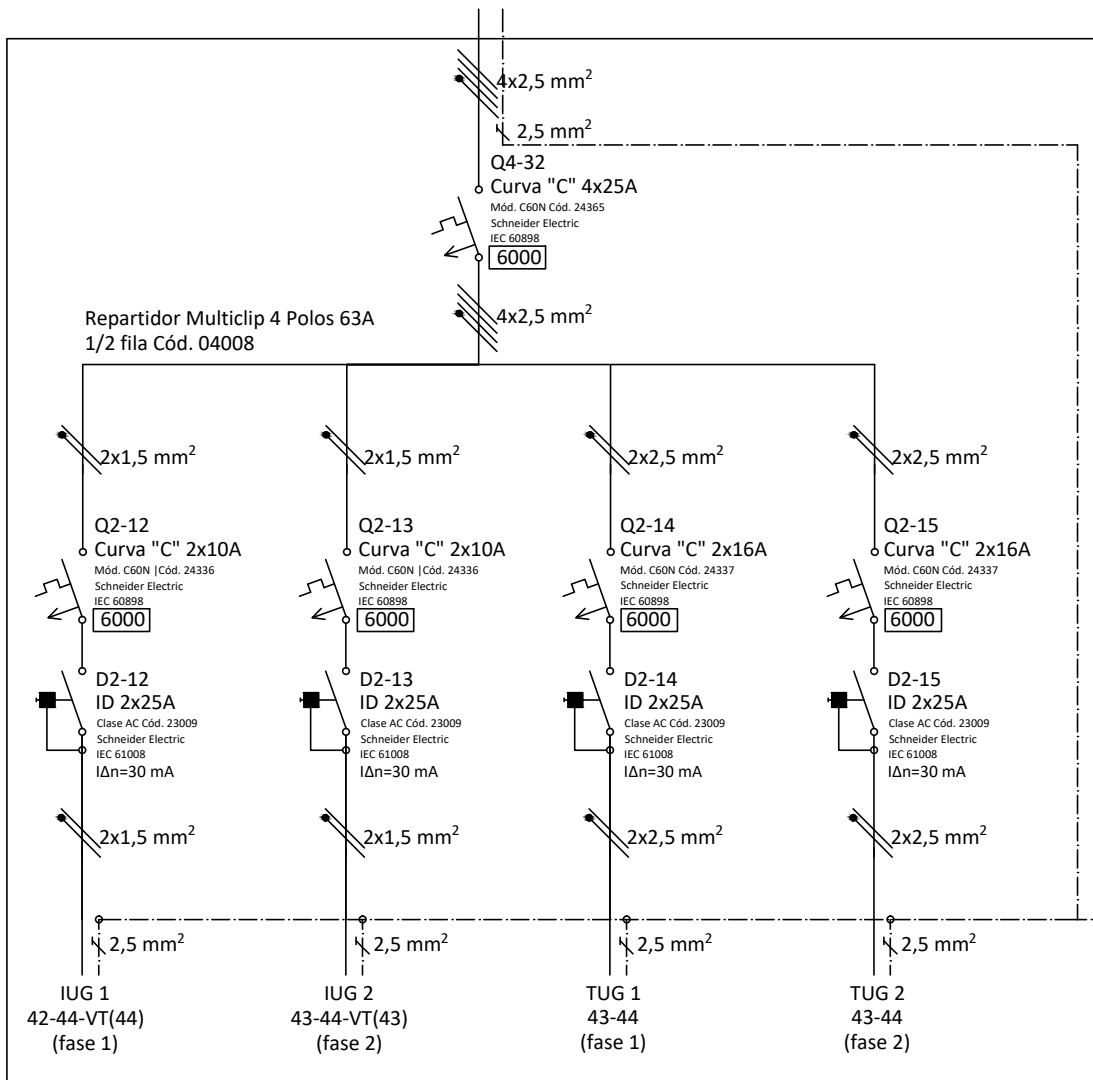 4x2,5 mm²
2,5 mm²
Q4-32
Curva "C" 4x25A
Mód. C60N Cód. 24365
Schneider Electric
IEC 60898
6000
4x2,5 mm²
Repartidor Multiclip 4 Polos 63A
1/2 fila Cód. 04008
2x1,5 mm²
2x1,5 mm²
2x2,5 mm²
2x2,5 mm²
Q2-12
Curva "C" 2x10A
Mód. C60N |Cód. 24336
Schneider Electric
IEC 60898
6000
Q2-13
Curva "C" 2x10A
Mód. C60N |Cód. 24336
Schneider Electric
IEC 60898
6000
Q2-14
Curva "C" 2x16A
Mód. C60N Cód. 24337
Schneider Electric
IEC 60898
6000
Q2-15
Curva "C" 2x16A
Mód. C60N Cód. 24337
Schneider Electric
IEC 60898
6000
D2-12
ID 2x25A
Clase AC Cód. 23009
Schneider Electric
IEC 61008
IΔn=30 mA
D2-13
ID 2x25A
Clase AC Cód. 23009
Schneider Electric
IEC 61008
IΔn=30 mA
D2-14
ID 2x25A
Clase AC Cód. 23009
Schneider Electric
IEC 61008
IΔn=30 mA
D2-15
ID 2x25A
Clase AC Cód. 23009
Schneider Electric
IEC 61008
IΔn=30 mA
2x1,5 mm²
2x1,5 mm²
2x2,5 mm²
2x2,5 mm²
2,5 mm²
2,5 mm²
2,5 mm²
2,5 mm²
IUG 1
42-44-VT(44)
(fase 1)
IUG 2
43-44-VT(43)
(fase 2)
TUG 1
43-44
(fase 1)
TUG 2
43-44
(fase 2)